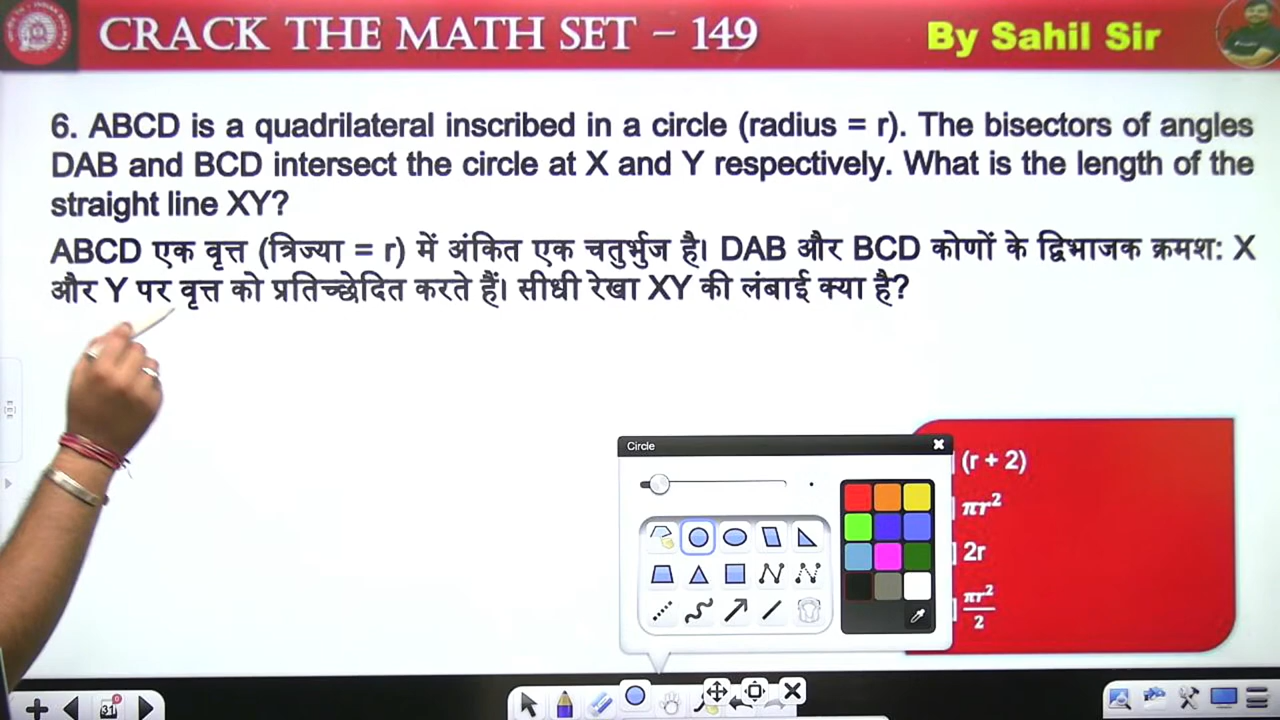 CRACK THE MATH SET – 149
By Sahil Sir
6. ABCD is a quadrilateral inscribed in a circle (radius = r). The bisectors of angles
DAB and BCD intersect the circle at X and Y respectively. What is the length of the
straight line XY?
ABCD एक वृत्त (त्रिज्या = r) में अंकित एक चतुर्भुज है। DAB और BCD कोणों के द्विभाजक क्रमश: X
और Y पर वृत्त को प्रतिच्छेदित करते हैं। सीधी रेखा XY की लंबाई क्या है?
Circle
(r + 2)
πr²
2r
πr²/2
31